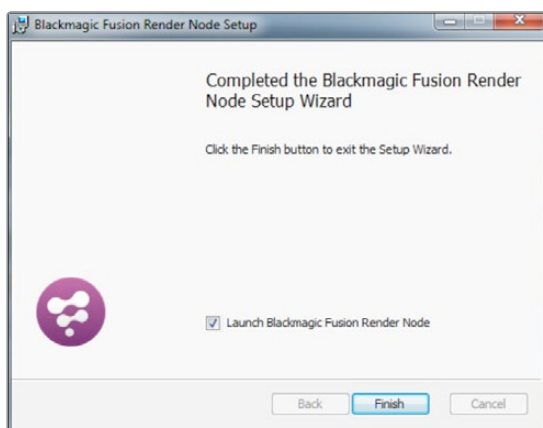 Blackmagic Fusion Render Node Setup
Completed the Blackmagic Fusion Render
Node Setup Wizard
Click the Finish button to exit the Setup Wizard.
Launch Blackmagic Fusion Render Node
Back Finish Cancel